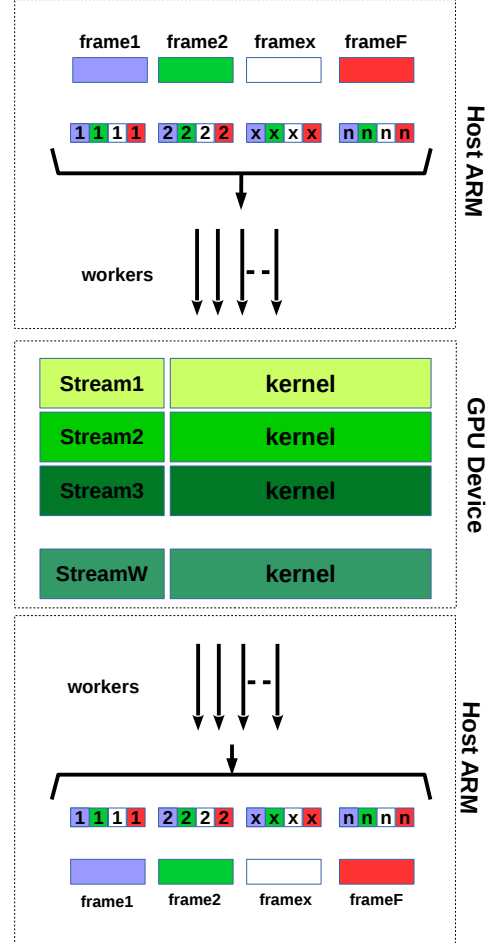 frame1 frame2 framex frameF
1 1 1 1 2 2 2 2 x x x x n n n n
Host ARM
workers
Stream1 kernel
Stream2 kernel
Stream3 kernel
StreamW kernel
GPU Device
workers
Host ARM
1 1 1 1 2 2 2 2 x x x x n n n n
frame1 frame2 framex frameF